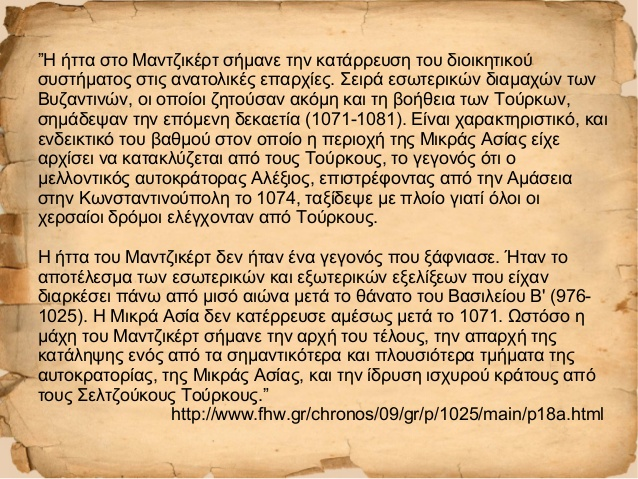 ”Η ήττα στο Μαντζικέρτ σήμανε την κατάρρευση του διοικητικού
συστήματος στις ανατολικές επαρχίες. Σειρά εσωτερικών διαμαχών των
Βυζαντινών, οι οποίοι ζητούσαν ακόμη και τη βοήθεια των Τούρκων,
σημάδεψαν την επόμενη δεκαετία (1071-1081). Είναι χαρακτηριστικό, και
ενδεικτικό του βαθμού στον οποίο η περιοχή της Μικράς Ασίας είχε
αρχίσει να κατακλύζεται από τους Τούρκους, το γεγονός ότι ο
μελλοντικός αυτοκράτορας Αλέξιος, επιστρέφοντας από την Αμάσεια
στην Κωνσταντινούπολη το 1074, ταξίδεψε με πλοίο γιατί όλοι οι
χερσαίοι δρόμοι ελέγχονταν από Τούρκους.

Η ήττα του Μαντζικέρτ δεν ήταν ένα γεγονός που ξάφνιασε. Ήταν το
αποτέλεσμα των εσωτερικών και εξωτερικών εξελίξεων που είχαν
διαρκέσει πάνω από μισό αιώνα μετά το θάνατο του Βασιλείου Β' (976-
1025). Η Μικρά Ασία δεν κατέρρευσε αμέσως μετά το 1071. Ωστόσο η
μάχη του Μαντζικέρτ σήμανε την αρχή του τέλους, την απαρχή της
κατάληψης ενός από τα σημαντικότερα και πλουσιότερα τμήματα της
αυτοκρατορίας, της Μικράς Ασίας, και την ίδρυση ισχυρού κράτους από
τους Σελτζούκους Τούρκους.”
http://www.fhw.gr/chronos/09/gr/p/1025/main/p18a.html